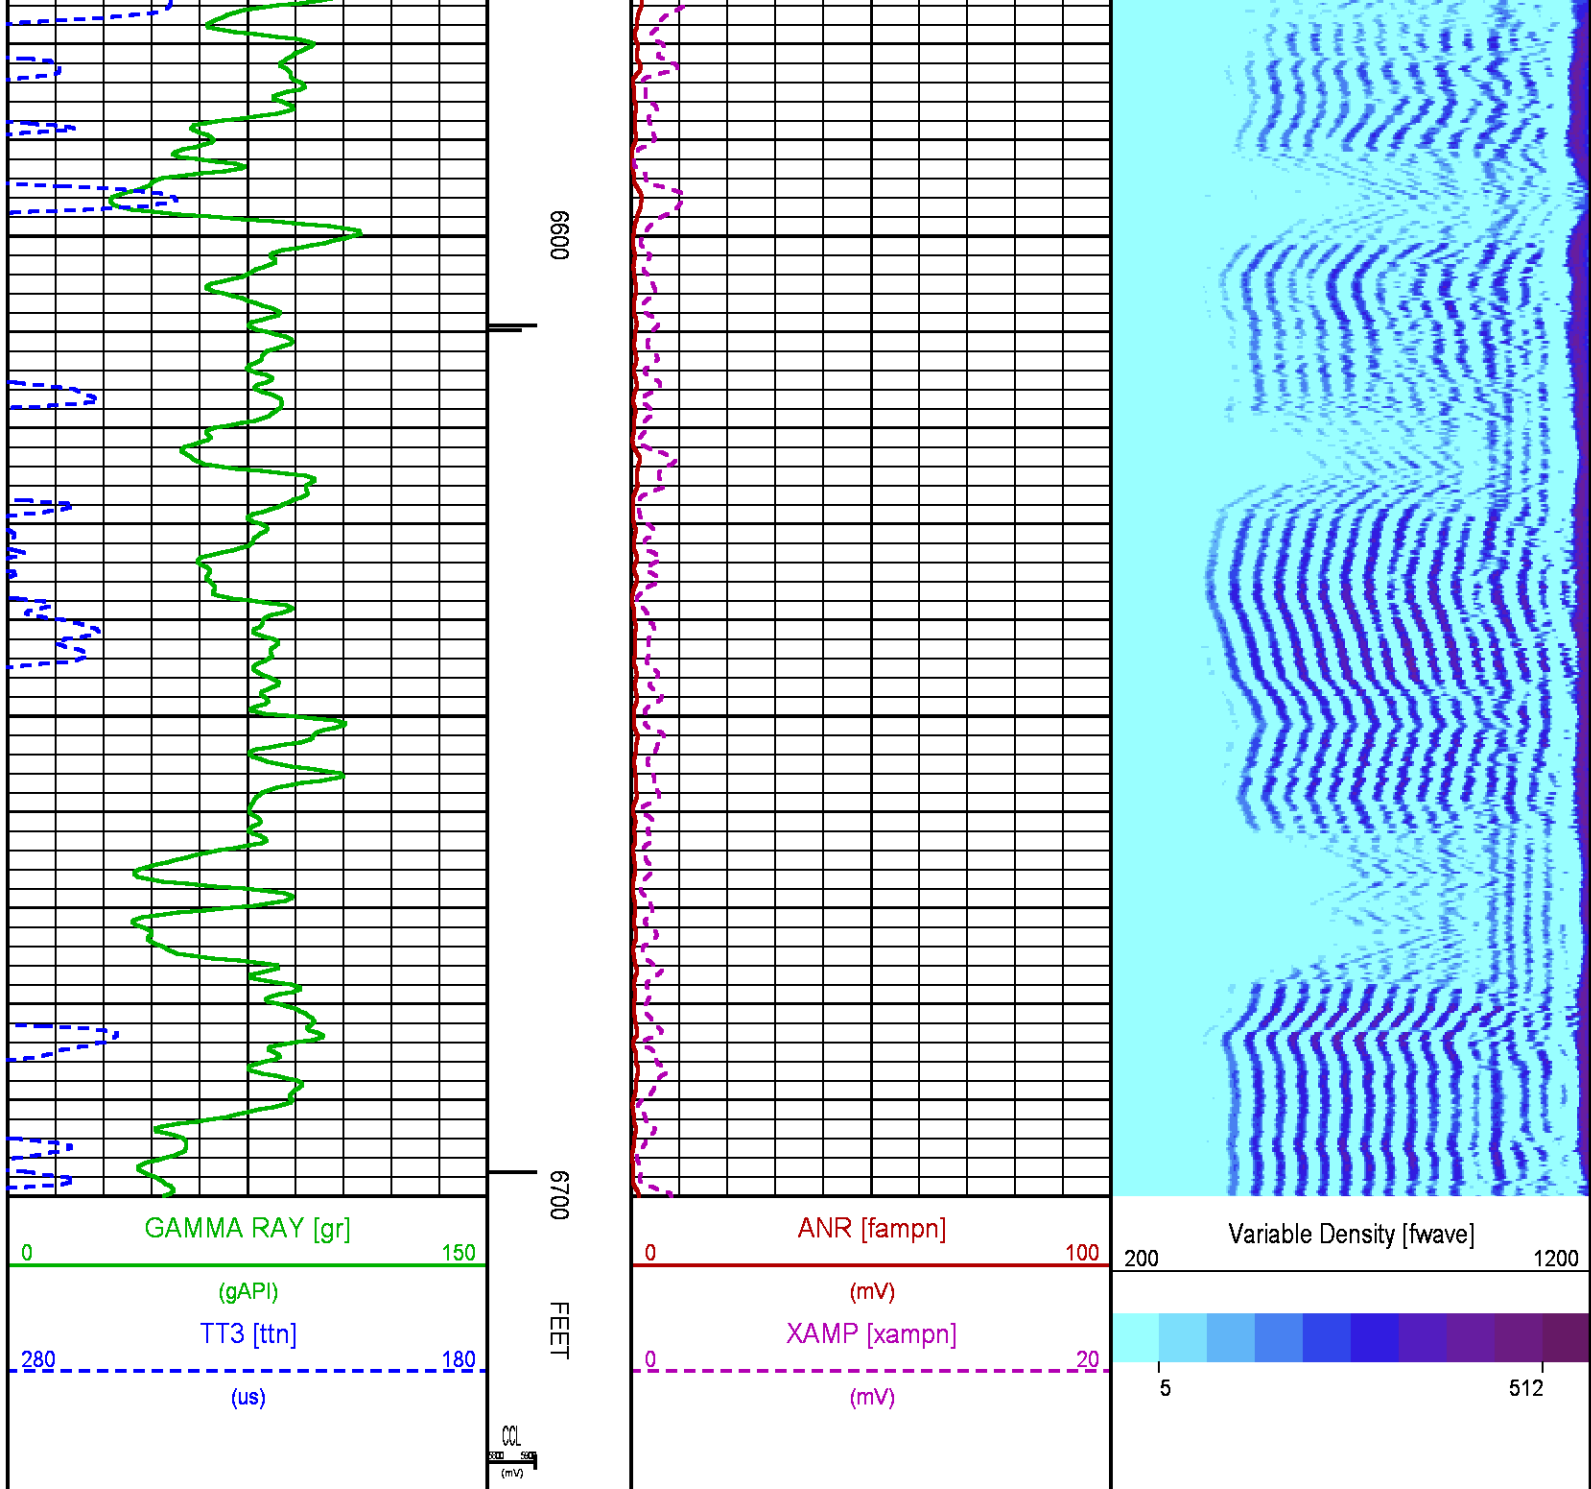 6600
6700
GAMMA RAY [gr]
0 150
(gAPI)
TT3 [ttn]
280 180
(us)
FEET
CCL
(mV)
ANR [fampn]
0 100
(mV)
XAMP [xampn]
0 20
(mV)
Variable Density [fwave]
200 1200
5 512